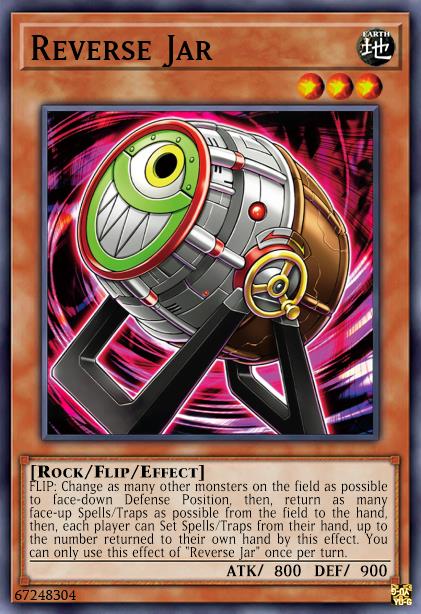 Reverse Jar
EARTH
地
[Rock/Flip/Effect]
FLIP: Change as many other monsters on the field as possible
to face-down Defense Position, then, return as many
face-up Spells/Traps as possible from the field to the hand,
then, each player can Set Spells/Traps from their hand, up to
the number returned to their own hand by this effect. You
can only use this effect of "Reverse Jar" once per turn.
ATK/ 800 DEF/ 900
67248304